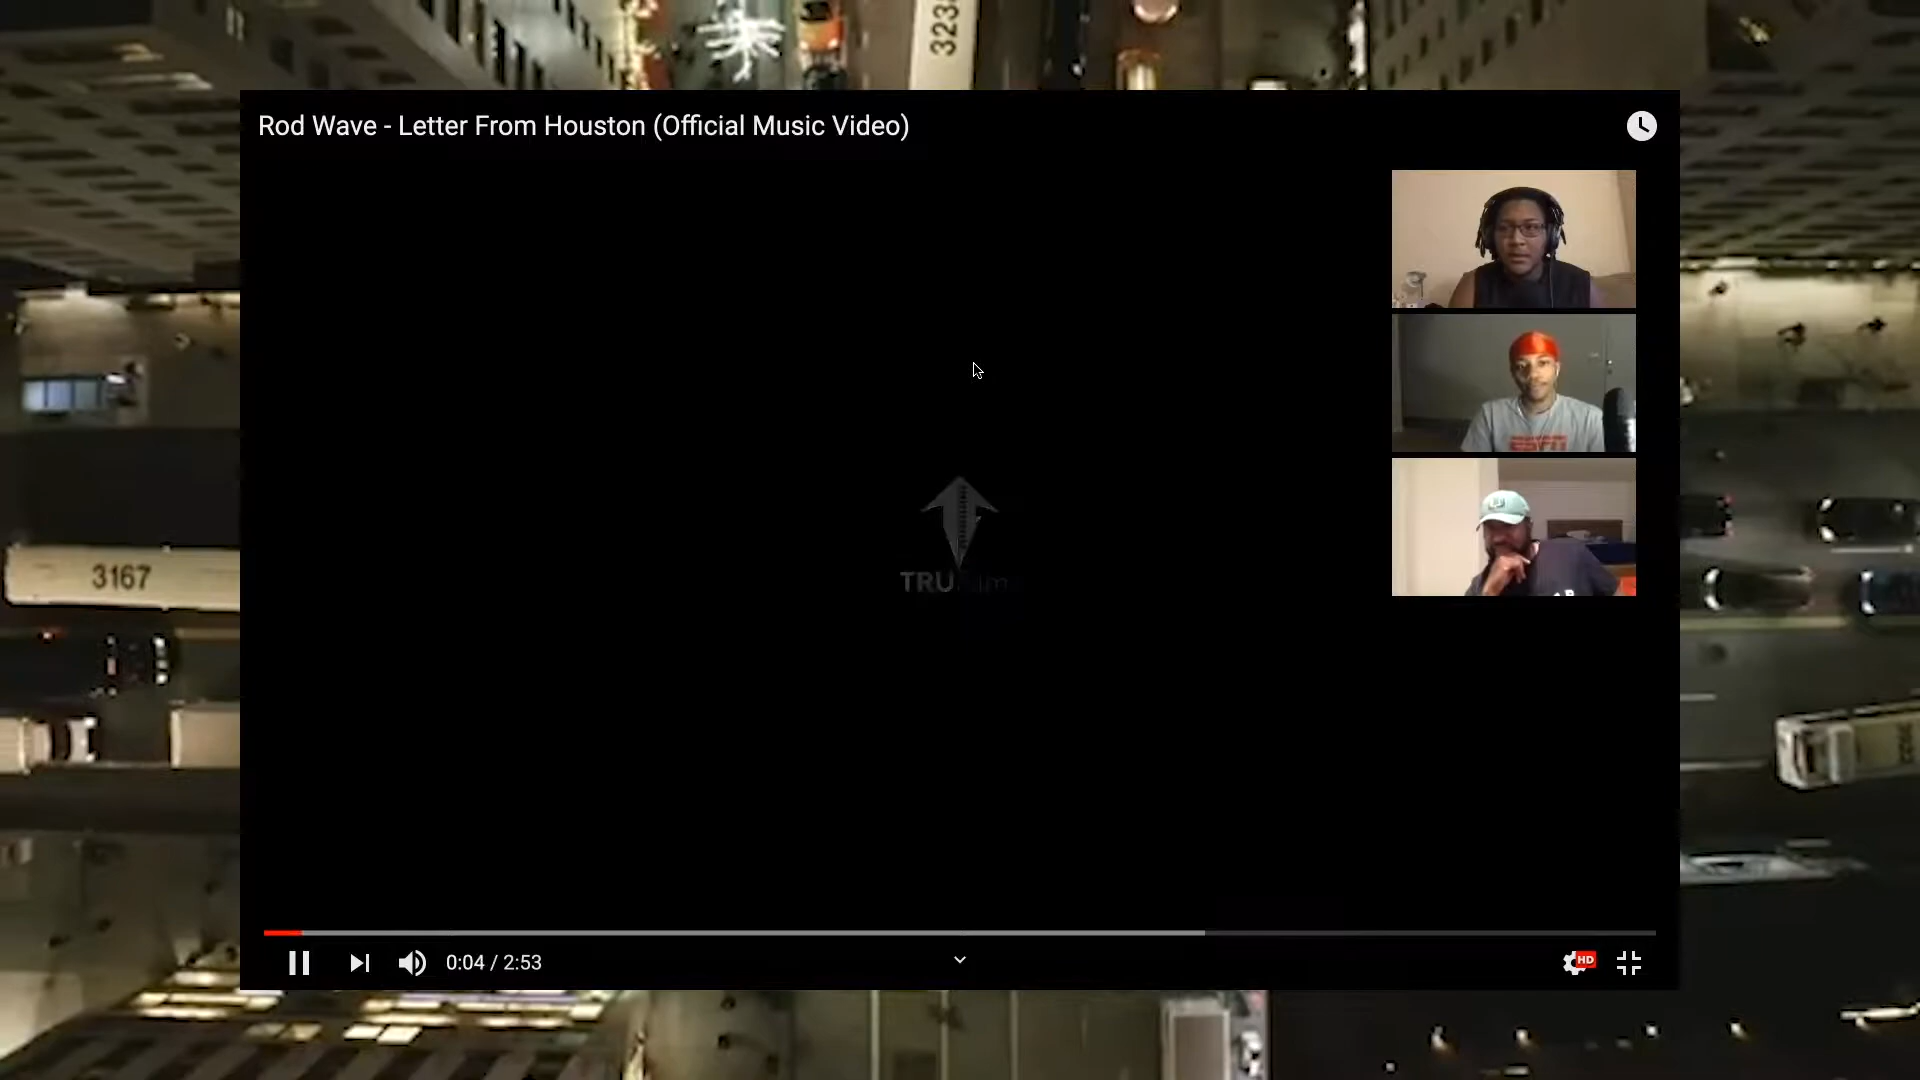 323
Rod Wave - Letter From Houston (Official Music Video)
TRU
3167
0:04 / 2:53
HD